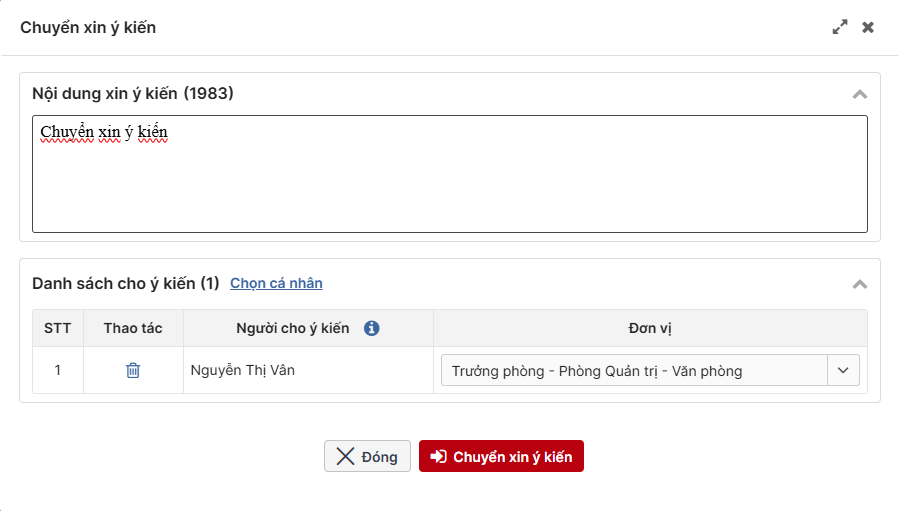 Chuyển xin ý kiến
Nội dung xin ý kiến (1983)
Chuyển xin ý kiến
Danh sách cho ý kiến (1) Chọn cá nhân
STT Thao tác Người cho ý kiến Đơn vị
1 Nguyễn Thị Vân Trưởng phòng - Phòng Quản trị - Văn phòng
Đóng Chuyển xin ý kiến